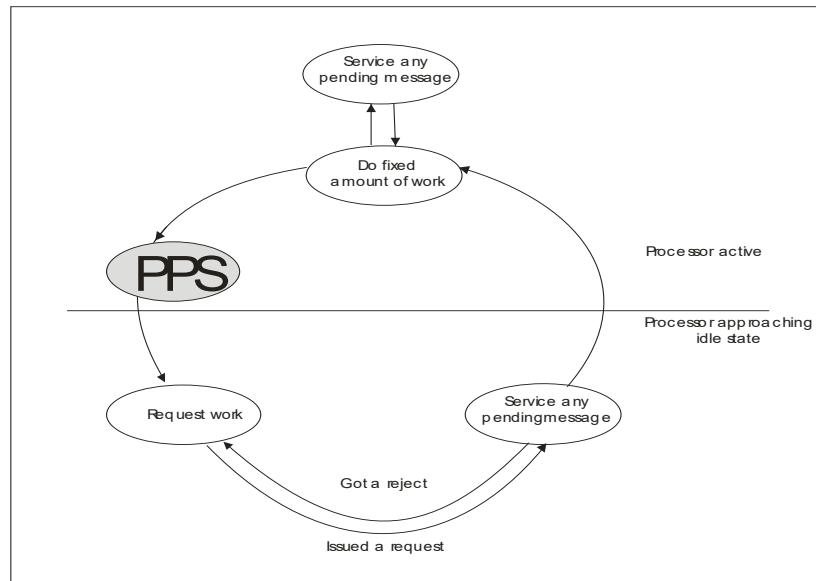 Service any
pending message
Do fixed
amount of work
PPS
Processor active
Processor approaching
idle state
Request work
Service any
pendingmessage
Got a reject
Issued a request